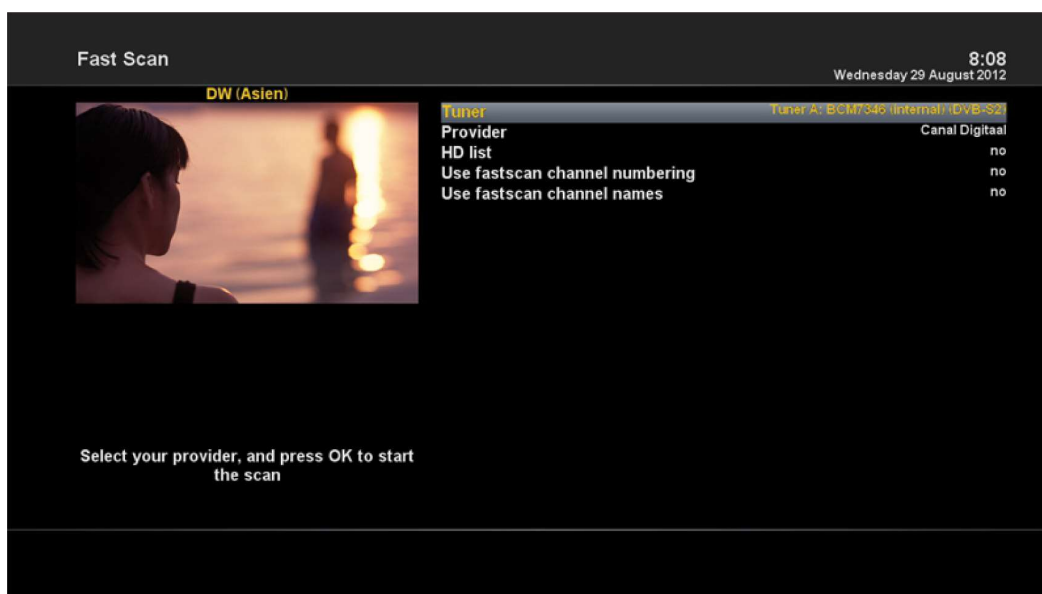 Fast Scan
8:08
Wednesday 29 August 2012
DW (Asien)
Tuner Tuner A: BCM7346 (internal) (DVB-S2)
Provider Canal Digitaal
HD list no
Use fastscan channel numbering no
Use fastscan channel names no
Select your provider, and press OK to start
the scan